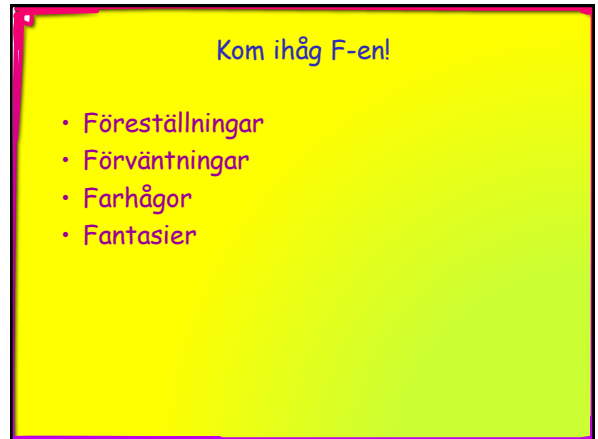 Kom ihåg F-en!
• Föreställningar
• Förväntningar
• Farhågor
• Fantasier